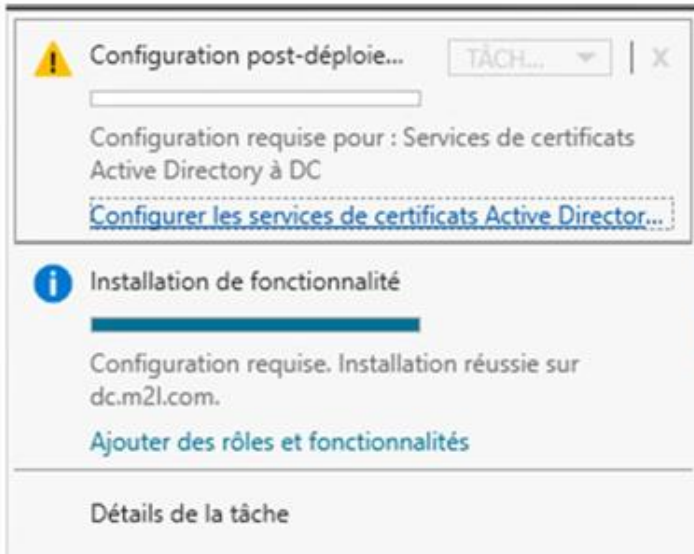 Configuration post-déploie...
TÂCH...
X
Configuration requise pour : Services de certificats
Active Directory à DC
Configurer les services de certificats Active Director...
Installation de fonctionnalité
Configuration requise. Installation réussie sur
dc.m2l.com.
Ajouter des rôles et fonctionnalités
Détails de la tâche